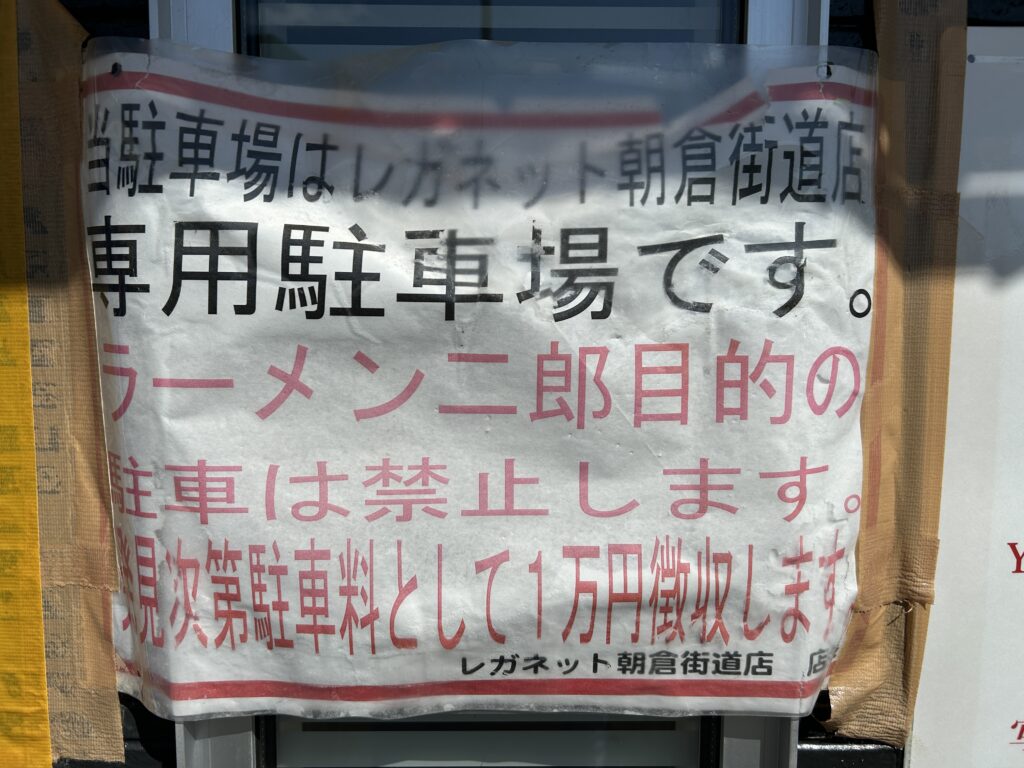 当駐車場はレガネット朝倉街道店
専用駐車場です。
ラーメン二郎目的の
駐車は禁止します。
発見次第駐車料として1万円徴収します
レガネット朝倉街道店 店